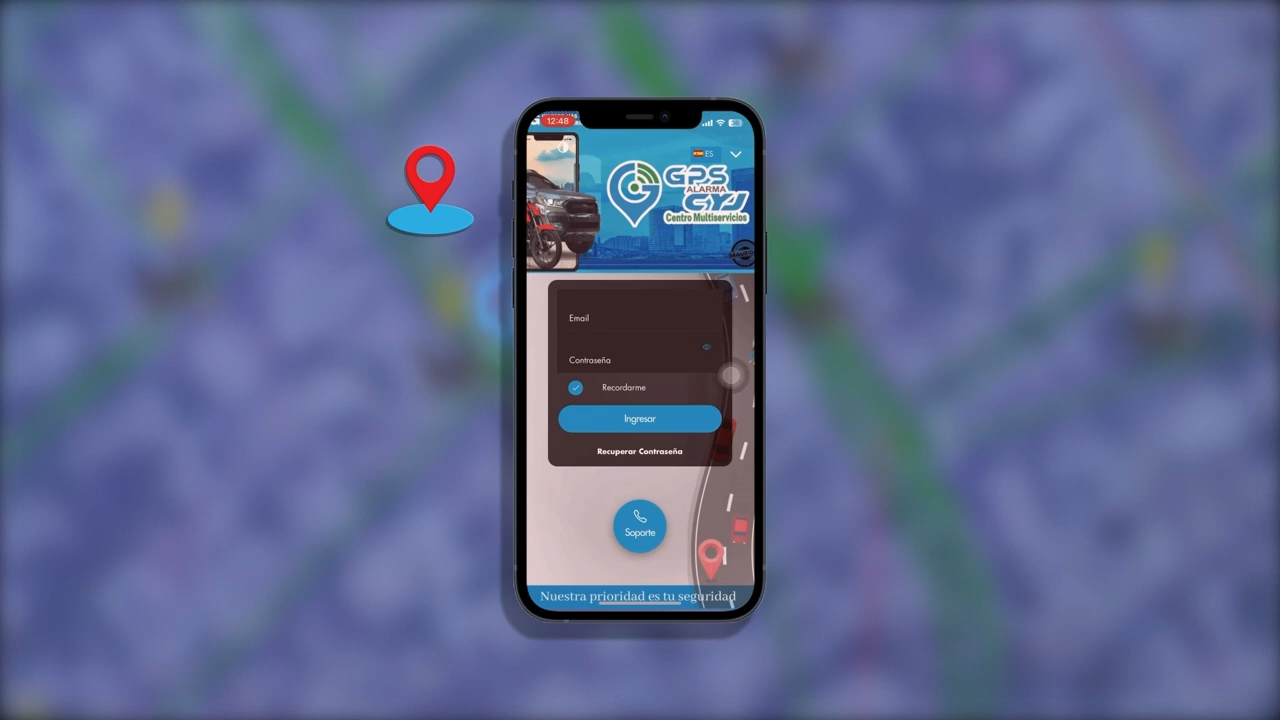 12:48
ES
GPS
ALARMA
CYJ
Centro Multiservicios
Email
Contraseña
Recordarme
Ingresar
Recuperar Contraseña
Soporte
Nuestra prioridad es tu seguridad